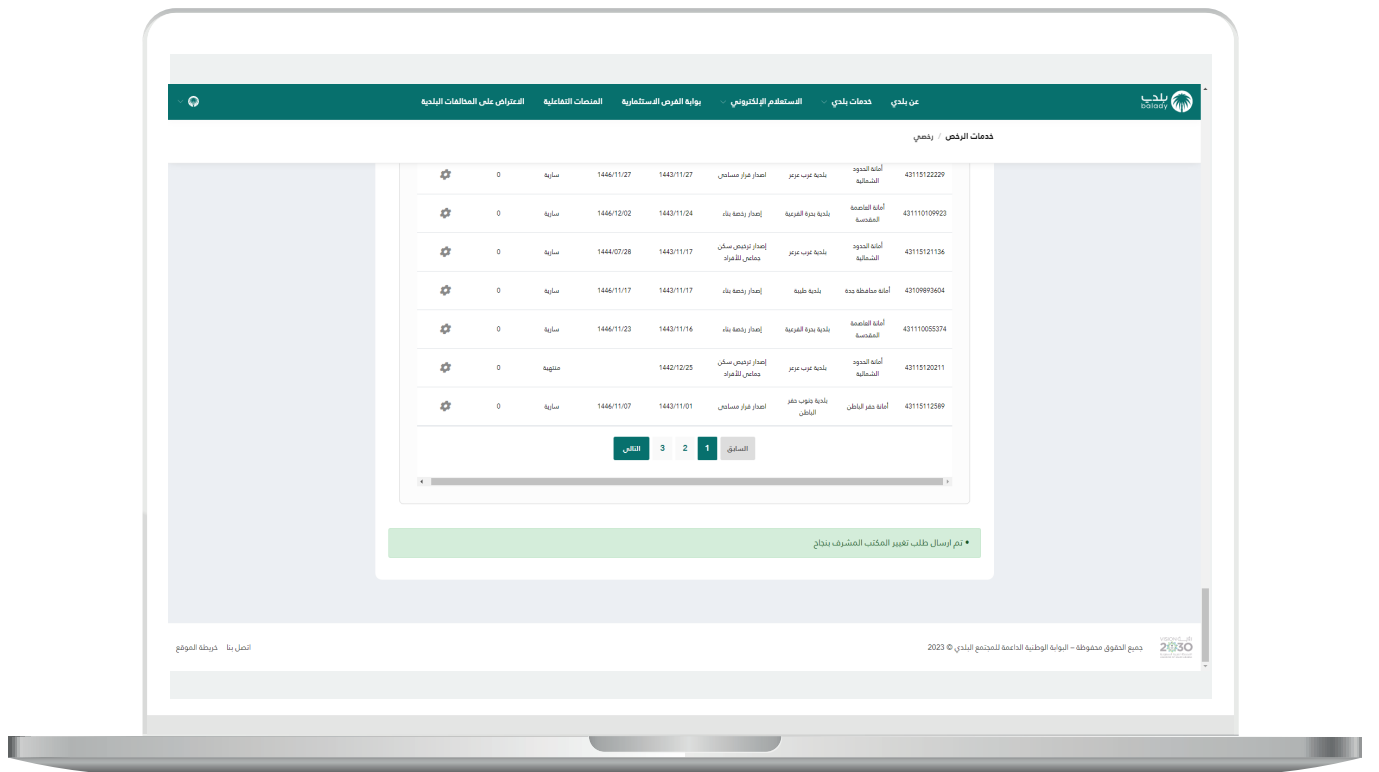 بلدي
balady
عن بلدي
خدمات بلدي
الاستعلام الإلكتروني
بوابة الفرص الاستثمارية
المنصات التفاعلية
الاعتراض على المخالفات البلدية
خدمات الرخص / رخصي
43115122229 أمانة الحدود الشمالية بلدية غرب عرعر اصدار قرار مساحي 1443/11/27 1446/11/27 سارية 0
431110109923 أمانة العاصمة المقدسة بلدية بحرة الفرعية إصدار رخصة بناء 1443/11/24 1446/12/02 سارية 0
43115121136 أمانة الحدود الشمالية بلدية غرب عرعر إصدار ترخيص سكن جماعي للأفراد 1443/11/17 1444/07/28 سارية 0
43109893604 أمانة محافظة جدة بلدية طيبة إصدار رخصة بناء 1443/11/17 1446/11/17 سارية 0
431110055374 أمانة العاصمة المقدسة بلدية بحرة الفرعية إصدار رخصة بناء 1443/11/16 1446/11/23 سارية 0
43115120211 أمانة الحدود الشمالية بلدية غرب عرعر إصدار ترخيص سكن جماعي للأفراد 1442/12/25 منتهية 0
43115112589 أمانة حفر الباطن بلدية جنوب حفر الباطن اصدار قرار مساحي 1443/11/01 1446/11/07 سارية 0
السابق 1 2 3 التالي
• تم ارسال طلب تغيير المكتب المشرف بنجاح
2030
جميع الحقوق محفوظة – البوابة الوطنية الداعمة للمجتمع البلدي © 2023
اتصل بنا خريطة الموقع